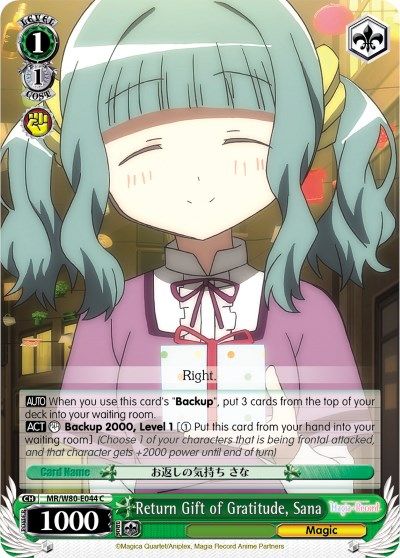 LEVEL
1
1
COST
2
Right.
AUTO When you use this card's "Backup", put 3 cards from the top of your
deck into your waiting room.
ACT Backup 2000, Level 1 [① Put this card from your hand into your
waiting room] (Choose 1 of your characters that is being frontal attacked,
and that character gets +2000 power until end of turn)
Card Name
お返しの気持ち さな
CH MR/W80-E044 C
POWER
1000
Return Gift of Gratitude, Sana
Magia Record
Magic
©Magica Quartet/Aniplex, Magia Record Anime Partners